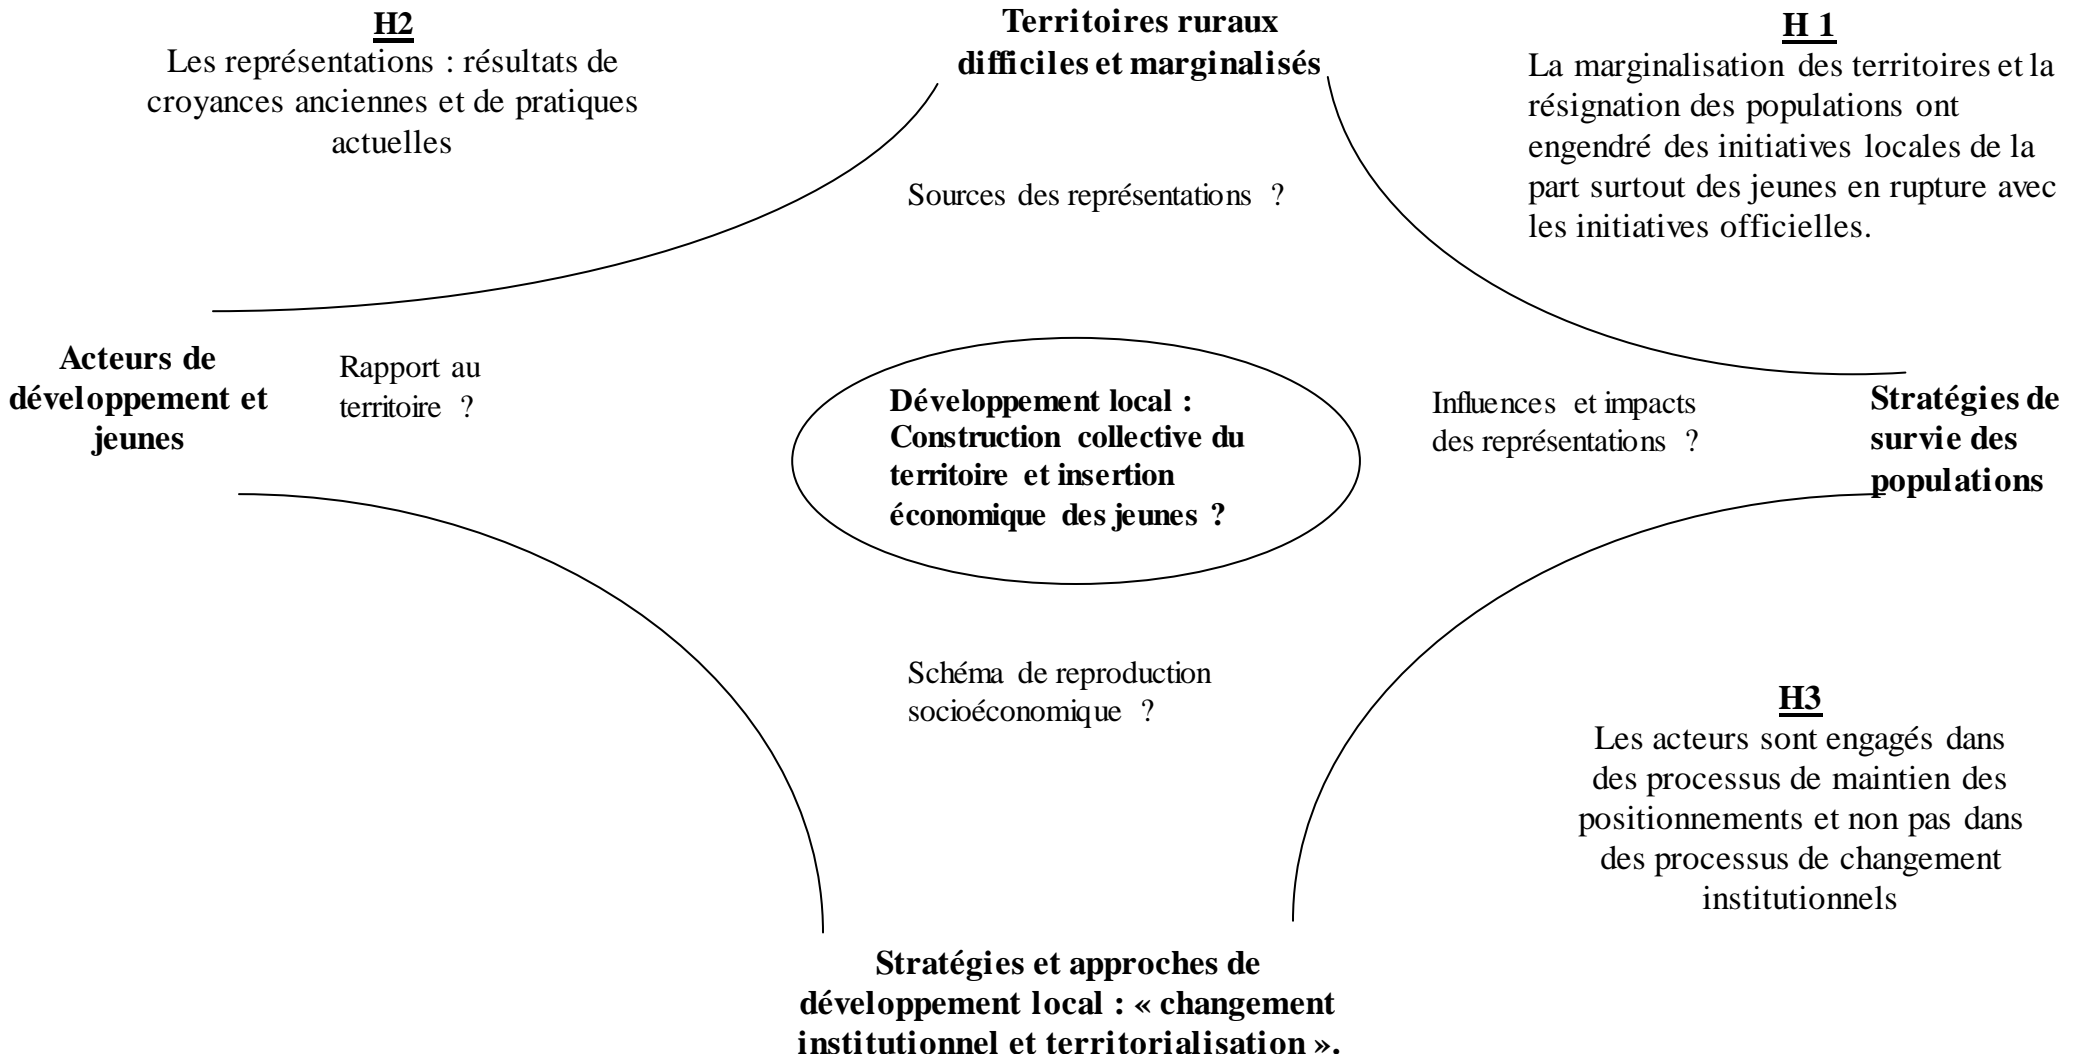 H2
Les représentations : résultats de
croyances anciennes et de pratiques
actuelles
Territoires ruraux
difficiles et marginalisés
H 1
La marginalisation des territoires et la
résignation des populations ont
engendré des initiatives locales de la
part surtout des jeunes en rupture avec
les initiatives officielles.
Sources des représentations ?
Acteurs de
développement et
jeunes
Rapport au
territoire ?
Développement local :
Construction collective du
territoire et insertion
économique des jeunes ?
Influences et impacts
des représentations ?
Stratégies de
survie des
populations
Schéma de reproduction
socioéconomique ?
H3
Les acteurs sont engagés dans
des processus de maintien des
positionnements et non pas dans
des processus de changement
institutionnels
Stratégies et approches de
développement local : « changement
institutionnel et territorialisation ».